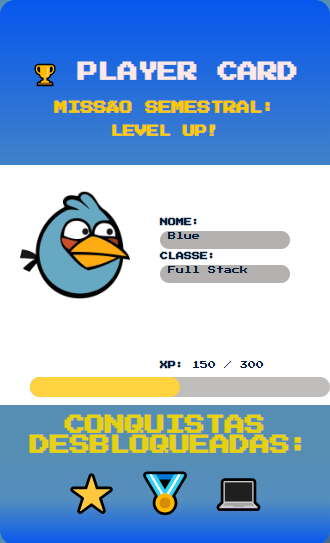 PLAYER CARD
MISSÃO SEMESTRAL:
LEVEL UP!
NOME:
Blue
CLASSE:
Full Stack
XP: 150 / 300
CONQUISTAS
DESBLOQUEADAS: